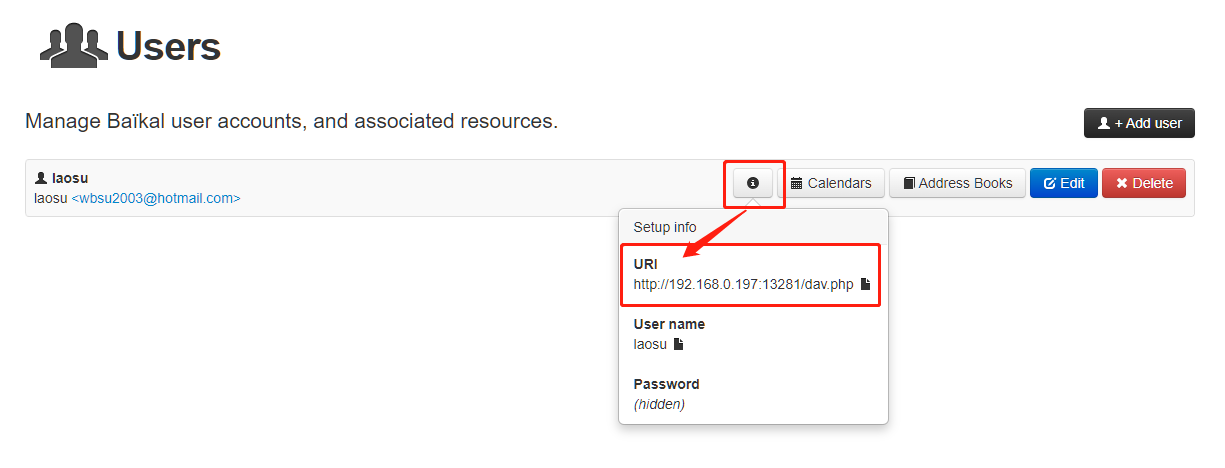 Users
Manage Baïkal user accounts, and associated resources.
+ Add user
laosu
laosu <wbsu2003@hotmail.com>
Calendars
Address Books
Edit
Delete
Setup info
URI
http://192.168.0.197:13281/dav.php
User name
laosu
Password
(hidden)